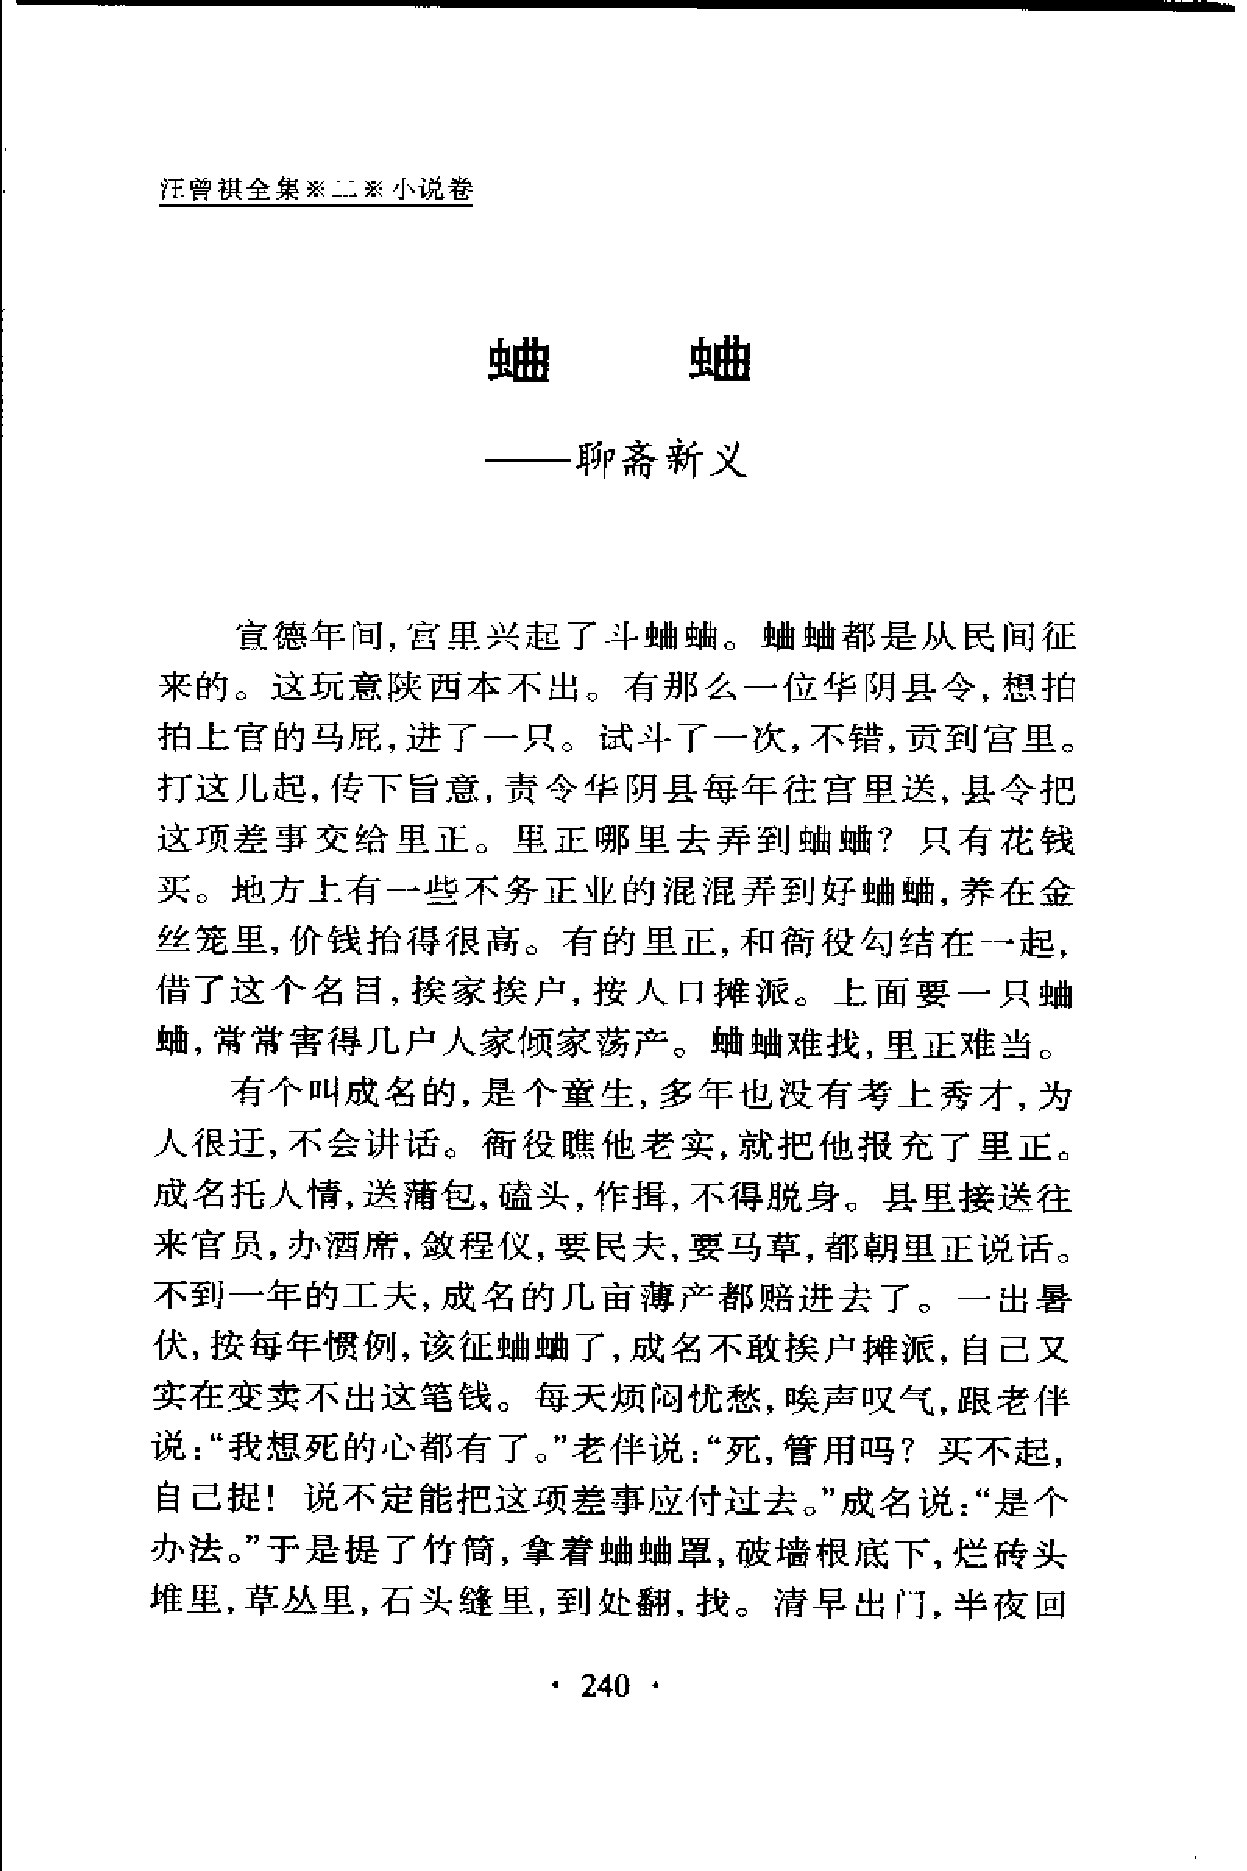 汪曾祺全集※二※小说卷
蛐 蛐
——聊斋新义
宣德年间,宫里兴起了斗蛐蛐。蛐蛐都是从民间征
来的。这玩意陕西本不出。有那么一位华阴县令,想拍
拍上官的马屁,进了一只。试斗了一次,不错,贡到宫里。
打这儿起,传下旨意,责令华阴县每年往宫里送,县令把
这项差事交给里正。里正哪里去弄到蛐蛐?只有花钱
买。地方上有一些不务正业的混混弄到好蛐蛐,养在金
丝笼里,价钱抬得很高。有的里正,和衙役勾结在一起,
借了这个名目,挨家挨户,按人口摊派。上面要一只蛐
蛐,常常害得几户人家倾家荡产。蛐蛐难找,里正难当。
有个叫成名的,是个童生,多年也没有考上秀才,为
人很迂,不会讲话。衙役瞧他老实,就把他报充了里正。
成名托人情,送蒲包,磕头,作揖,不得脱身。县里接送往
来官员,办酒席,敛程仪,要民夫,要马草,都朝里正说话。
不到一年的工夫,成名的几亩薄产都赔进去了。一出暑
伏,按每年惯例,该征蛐蛐了,成名不敢挨户摊派,自己又
实在变卖不出这笔钱。每天烦闷忧愁,唉声叹气,跟老伴
说:“我想死的心都有了。”老伴说:“死,管用吗?买不起,
自己捉!说不定能把这项差事应付过去。”成名说:“是个
办法。”于是提了竹筒,拿着蛐蛐罩,破墙根底下,烂砖头
堆里,草丛里,石头缝里,到处翻,找。清早出门,半夜回
· 240 ·